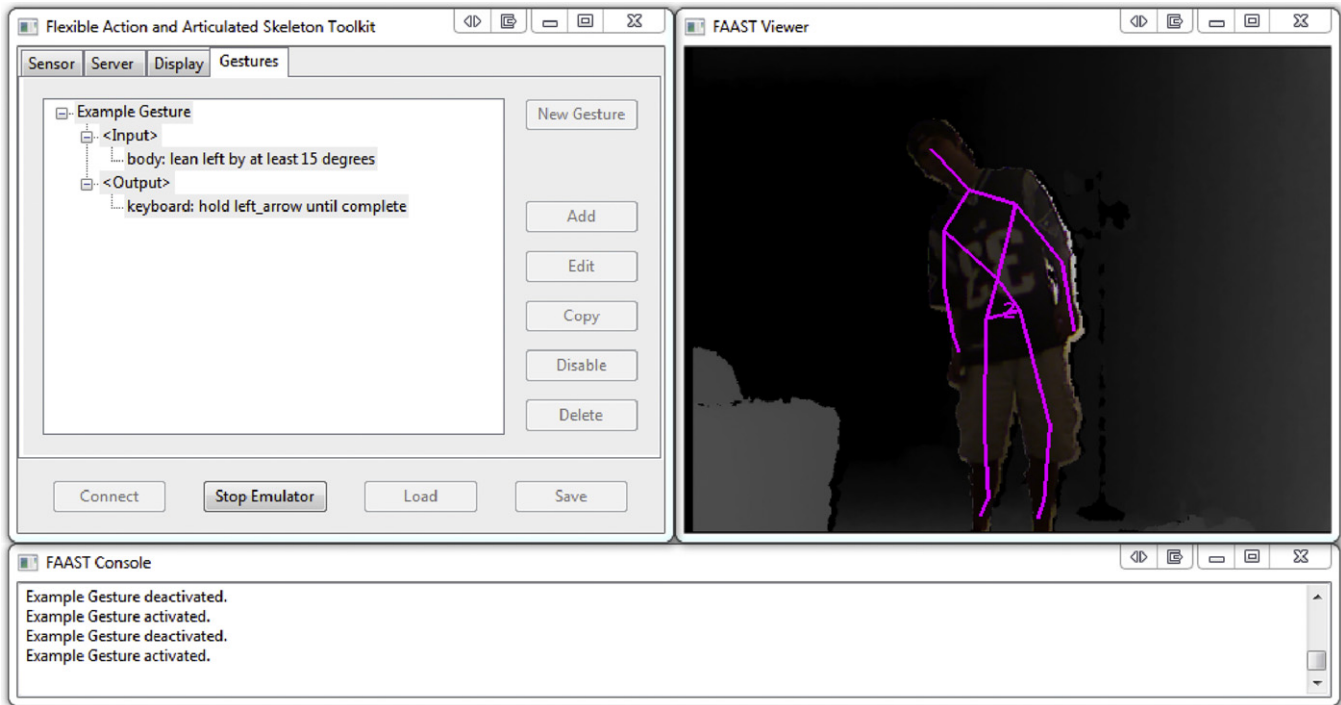 Flexible Action and Articulated Skeleton Toolkit
Sensor Server Display Gestures
Example Gesture
<Input>
body: lean left by at least 15 degrees
<Output>
keyboard: hold left_arrow until complete
New Gesture
Add
Edit
Copy
Disable
Delete
Connect Stop Emulator Load Save
FAAST Viewer
33
2
FAAST Console
Example Gesture deactivated.
Example Gesture activated.
Example Gesture deactivated.
Example Gesture activated.